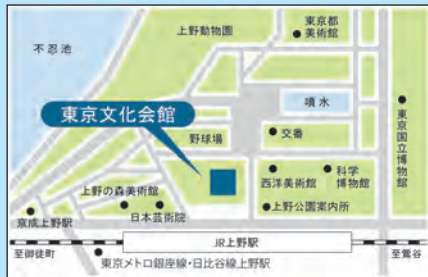 東京都
美術館
上野動物園
不忍池
噴水
東京文化会館
野球場
交番
東京国立博物館
西洋美術館
科学
博物館
上野の森美術館
上野公園案内所
日本芸術院
京成上野駅
JR上野駅
至御徒町
至鶯谷
東京メトロ銀座線・日比谷線上野駅